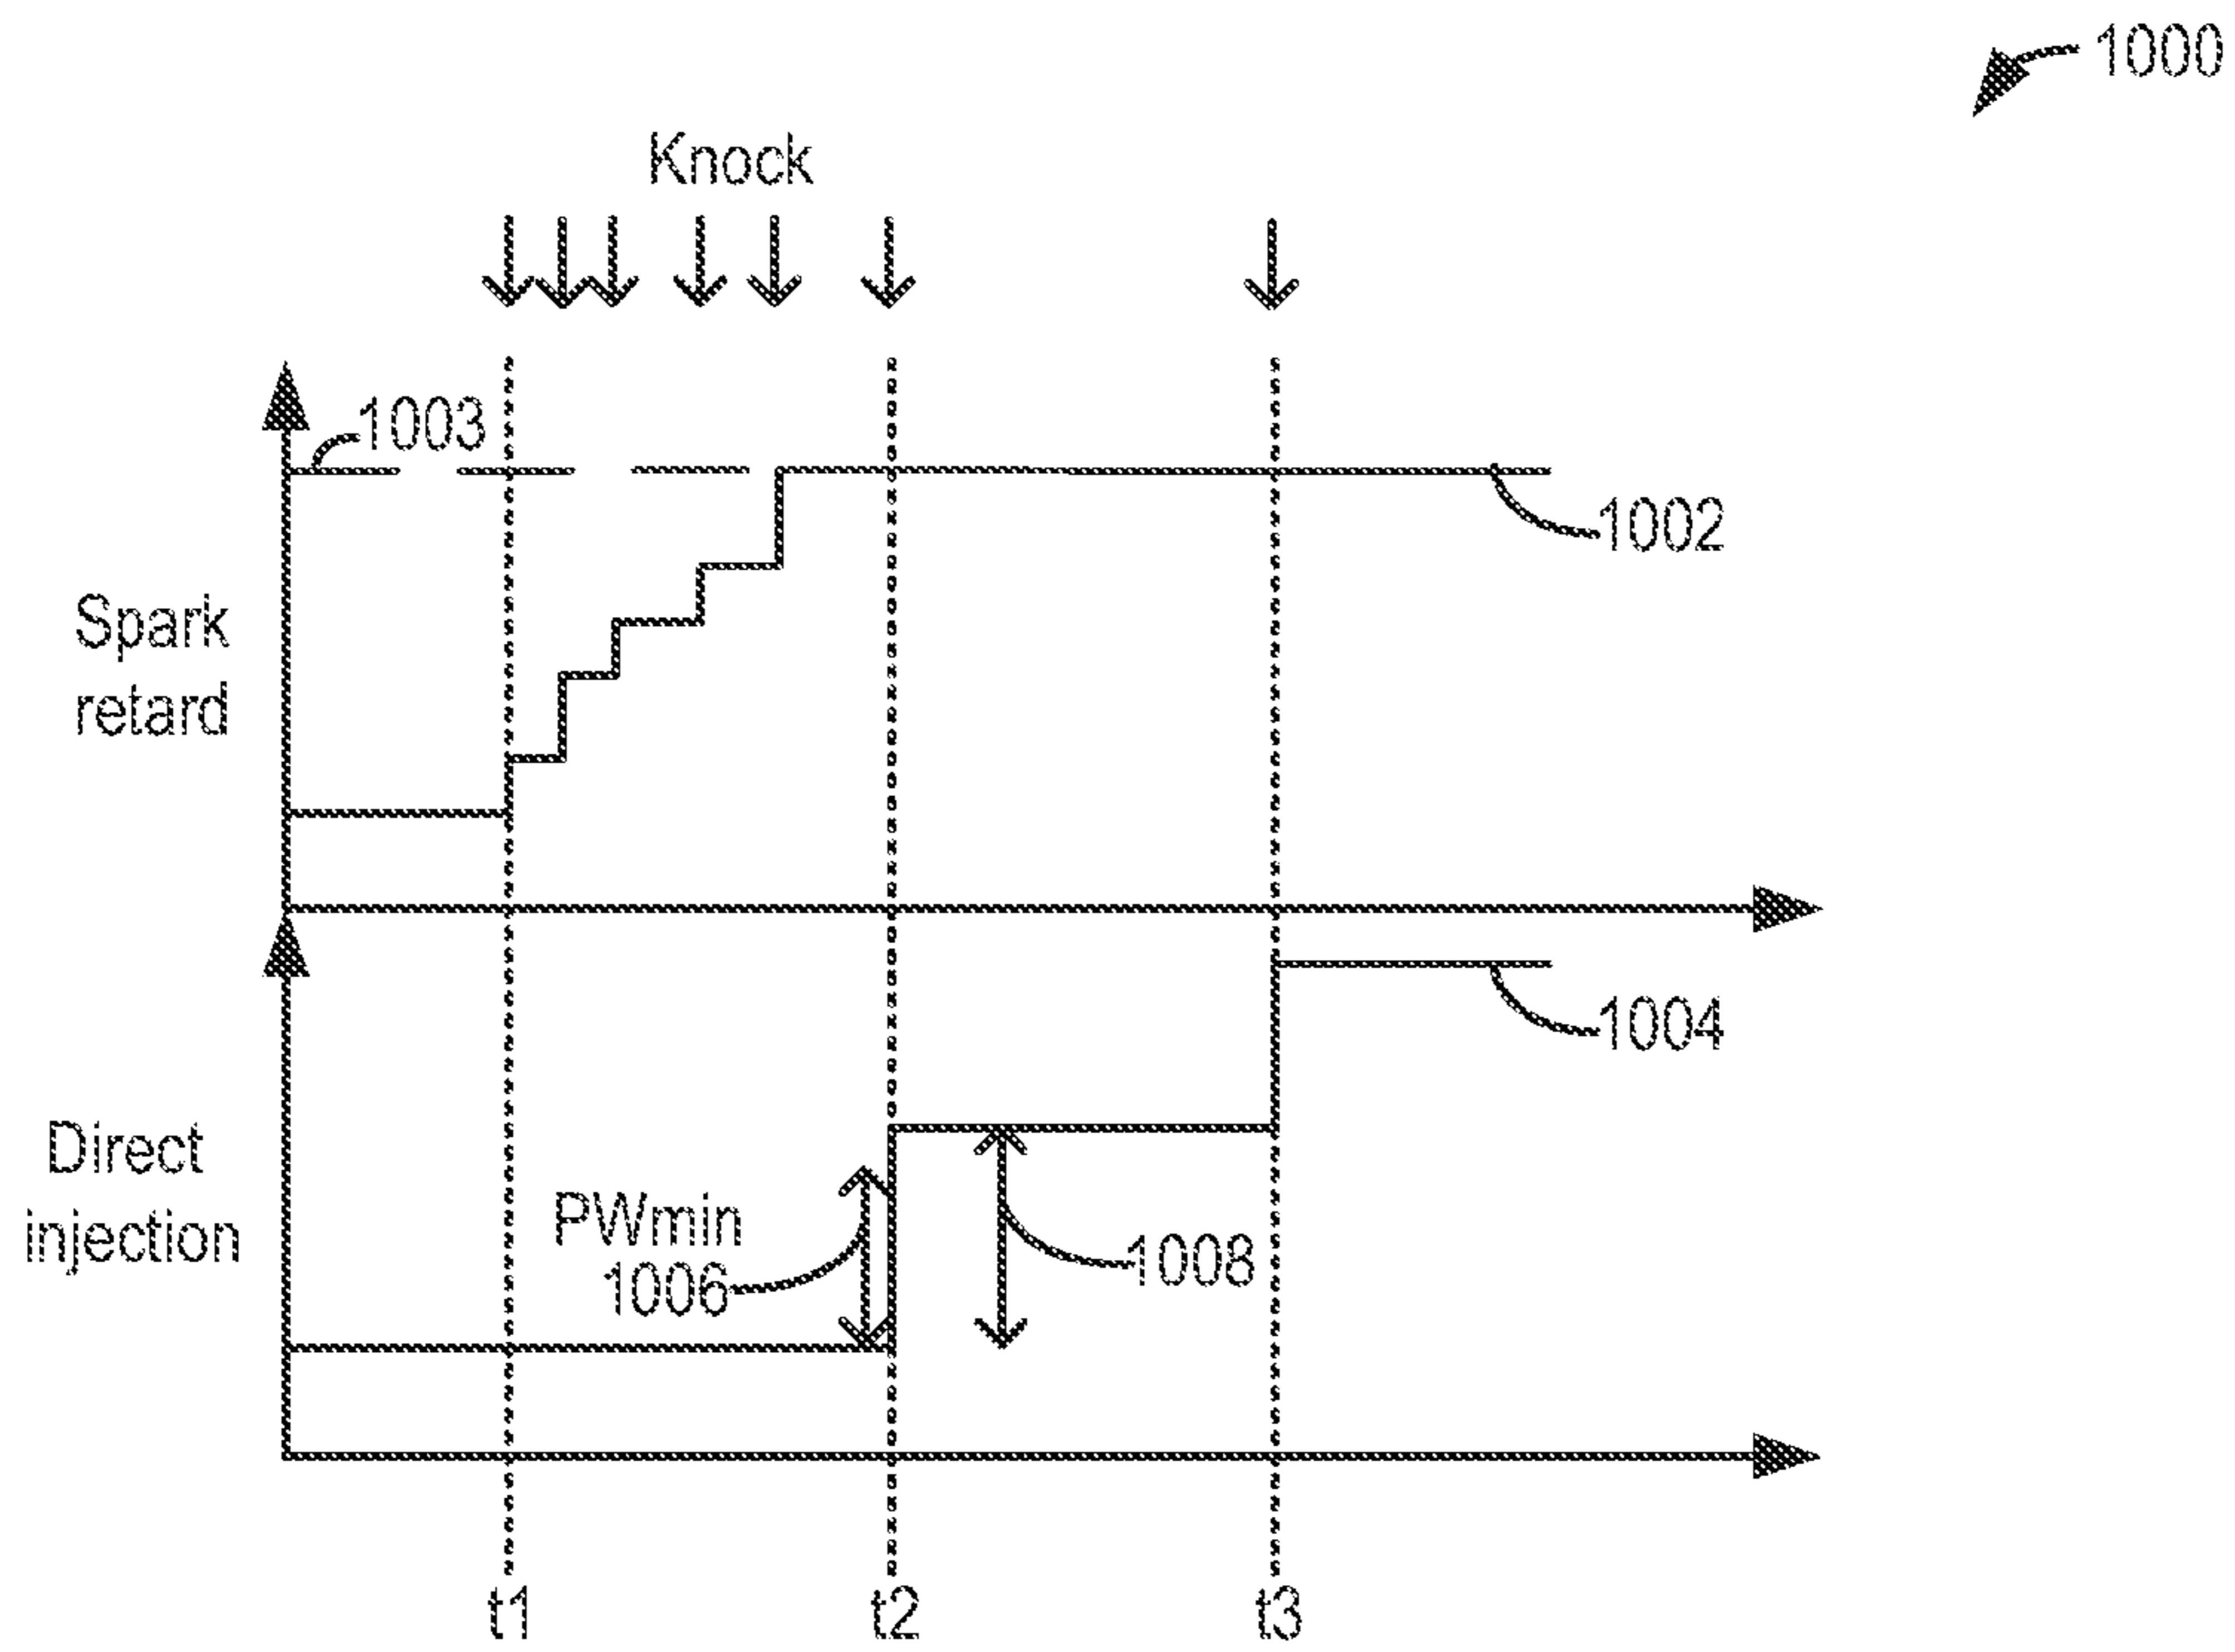 1000
Knock
1003
1002
Spark
retard
1004
Direct
injection
PWmin
1006
1008
t1 t2 t3